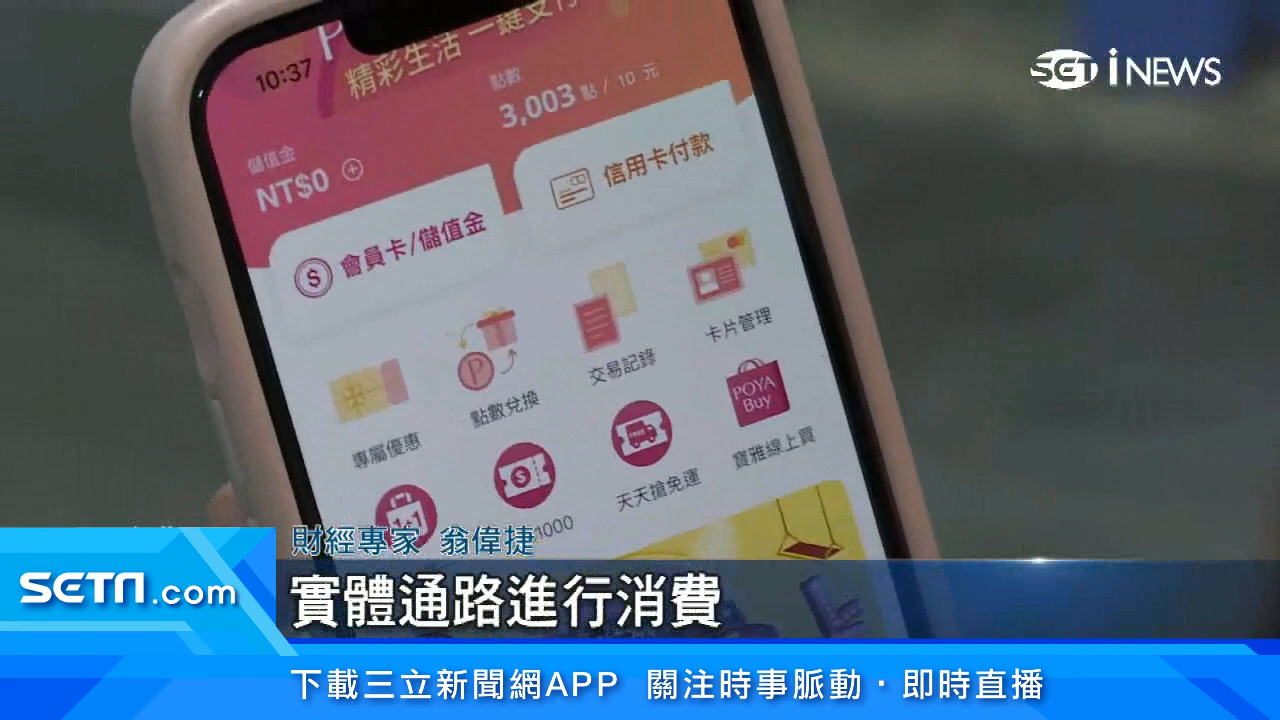 SET iNEWS
10:37
精彩生活 一鍵支付
點數
3,003 點 / 10 元
儲值金
NT$0
信用卡付款
會員卡/儲值金
卡片管理
交易記錄
點數兌換
專屬優惠
POYA
Buy
寶雅線上買
FREE
天天搶免運
1+1
1000
財經專家 翁偉捷
實體通路進行消費
SETN.com
下載三立新聞網APP 關注時事脈動・即時直播